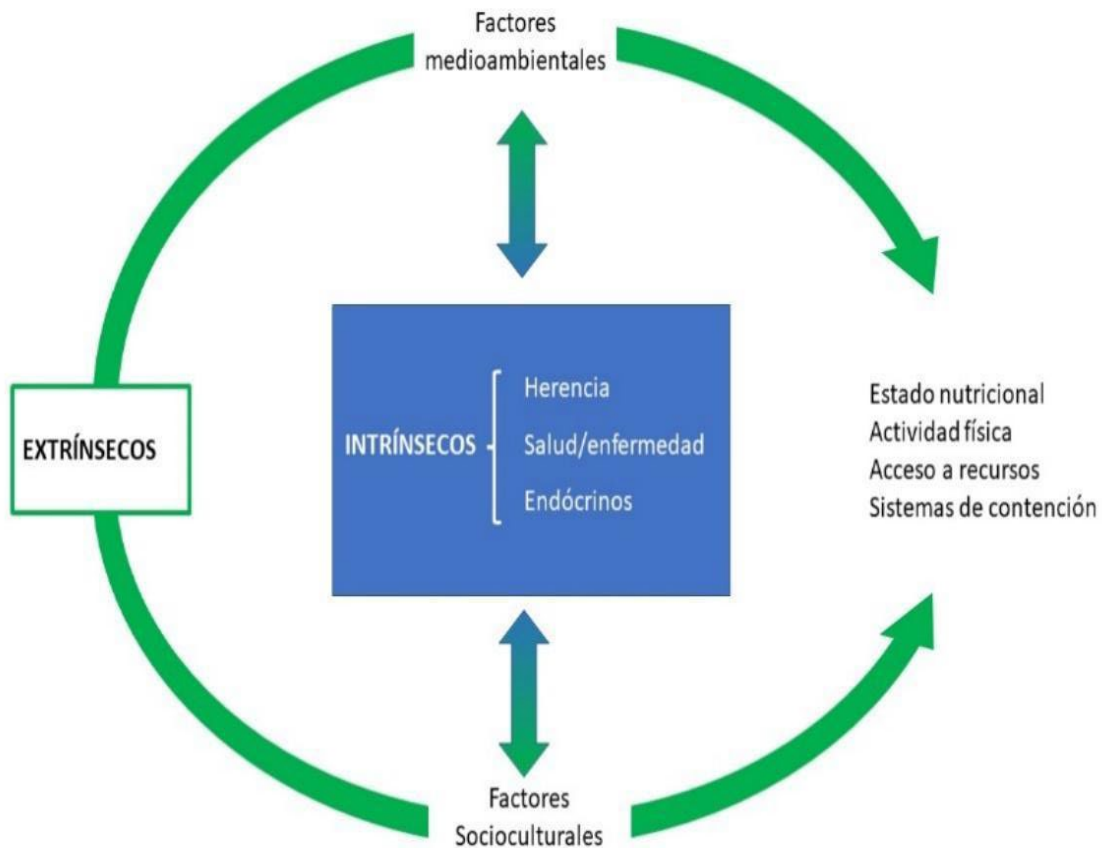 Factores
medioambientales
EXTRÍNSECOS
INTRÍNSECOS
Herencia
Salud/enfermedad
Endócrinos
Estado nutricional
Actividad física
Acceso a recursos
Sistemas de contención
Factores
Socioculturales